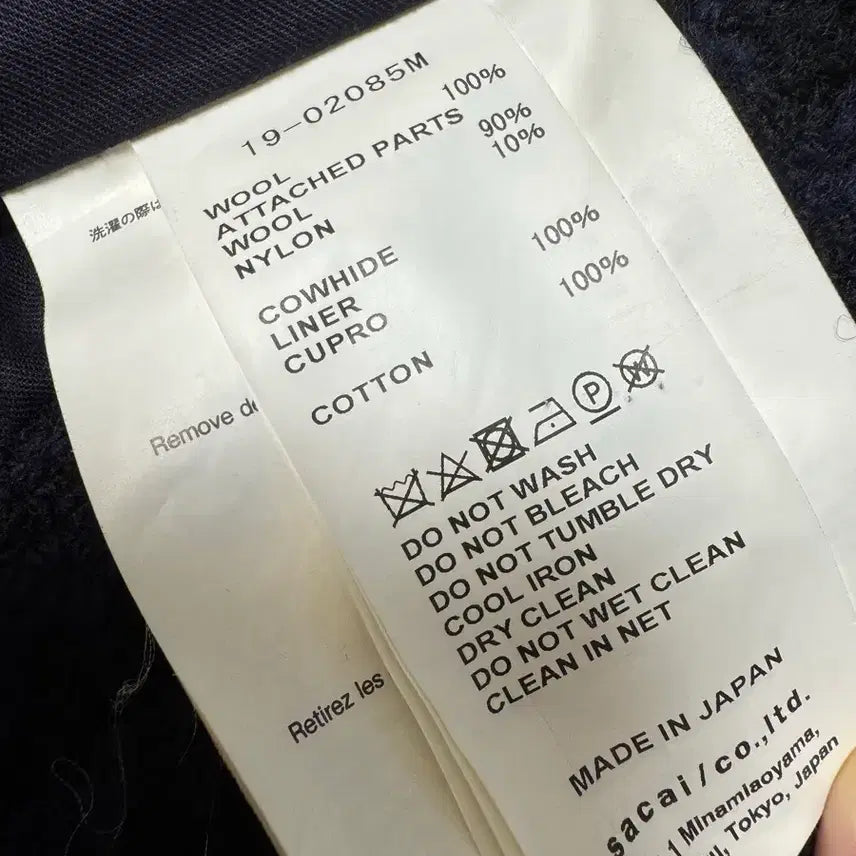 19-02085M
WOOL 100%
ATTACHED PARTS
WOOL 90%
NYLON 10%
COWHIDE
LINER
CUPRO 100%
COTTON 100%
P
W
DO NOT WASH
DO NOT BLEACH
DO NOT TUMBLE DRY
COOL IRON
DRY CLEAN
DO NOT WET CLEAN
CLEAN IN NET
MADE IN JAPAN
sacai/co.,ltd.
1 Minamiaoyama,
Tokyo, Japan
洗濯の際は
Remove de
Retirez les